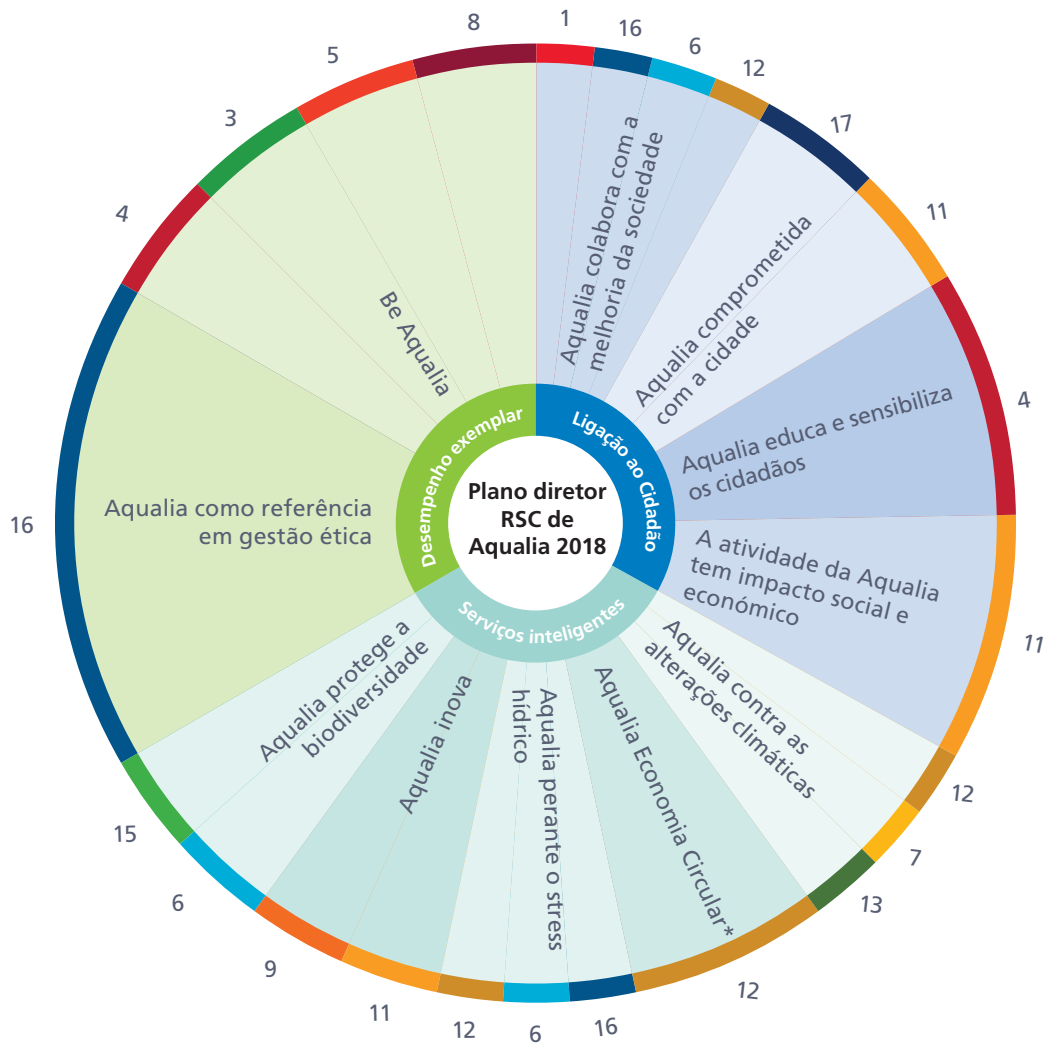 Plano diretor
RSC de
Aqualia 2018
Ligação ao Cidadão
Aqualia colabora com a
melhoria da sociedade
1
16
6
12
Aqualia comprometida
com a cidade
17
11
Aqualia educa e sensibiliza
os cidadãos
4
A atividade da Aqualia
tem impacto social e
económico
11
Serviços inteligentes
Aqualia contra as
alterações climáticas
12
7
13
Aqualia Economia Circular*
12
Aqualia perante o stress
hídrico
16
6
12
Aqualia inova
11
9
Aqualia protege a
biodiversidade
6
15
Desempenho exemplar
Aqualia como referência
em gestão ética
16
Be Aqualia
4
3
5
8